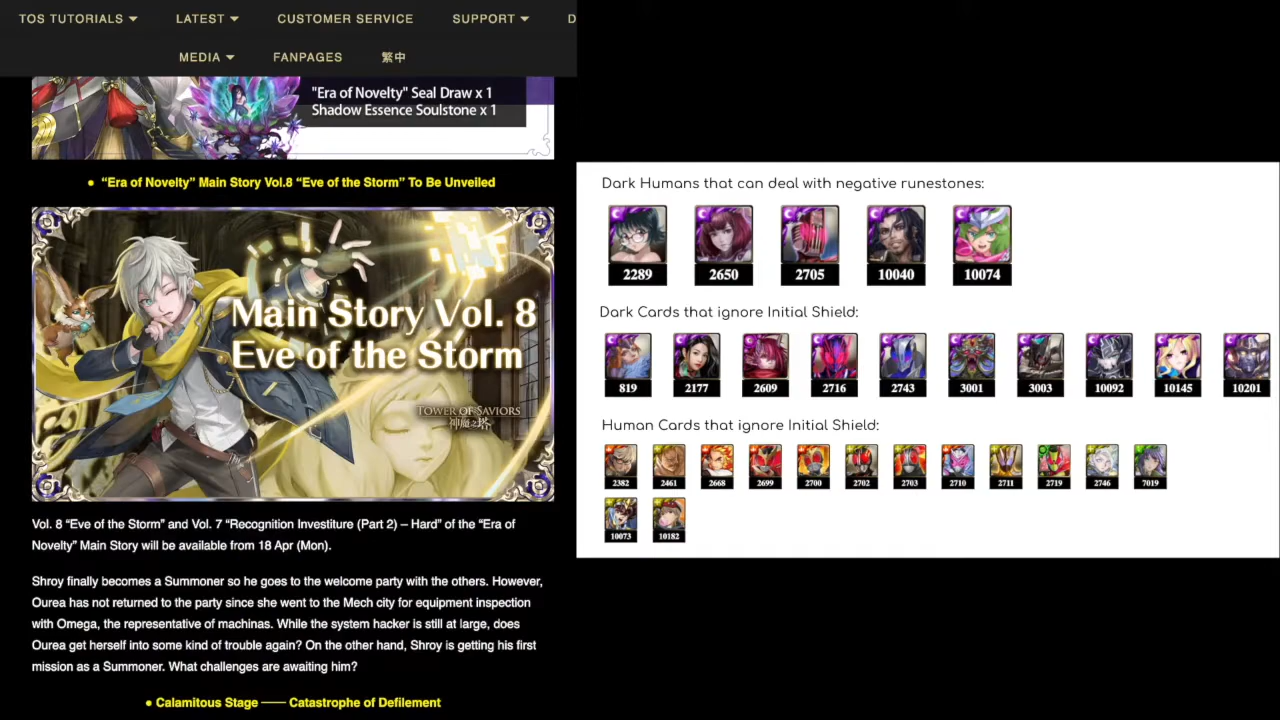 TOS TUTORIALS LATEST CUSTOMER SERVICE SUPPORT D
MEDIA FANPAGES 繁中
"Era of Novelty" Seal Draw x 1
Shadow Essence Soulstone x 1
● “Era of Novelty” Main Story Vol.8 “Eve of the Storm” To Be Unveiled
Main Story Vol. 8
Eve of the Storm
TOWER OF SAVIORS
神魔之塔
Vol. 8 “Eve of the Storm” and Vol. 7 “Recognition Investiture (Part 2) – Hard” of the “Era of
Novelty” Main Story will be available from 18 Apr (Mon).
Shroy finally becomes a Summoner so he goes to the welcome party with the others. However,
Ourea has not returned to the party since she went to the Mech city for equipment inspection
with Omega, the representative of machinas. While the system hacker is still at large, does
Ourea get herself into some kind of trouble again? On the other hand, Shroy is getting his first
mission as a Summoner. What challenges are awaiting him?
● Calamitous Stage —— Catastrophe of Defilement
Dark Humans that can deal with negative runestones:
2289 2650 2705 10040 10074
Dark Cards that ignore Initial Shield:
819 2177 2609 2716 2743 3001 3003 10092 10145 10201
Human Cards that ignore Initial Shield:
2382 2461 2668 2699 2700 2702 2703 2710 2711 2719 2746 7019
10073 10182